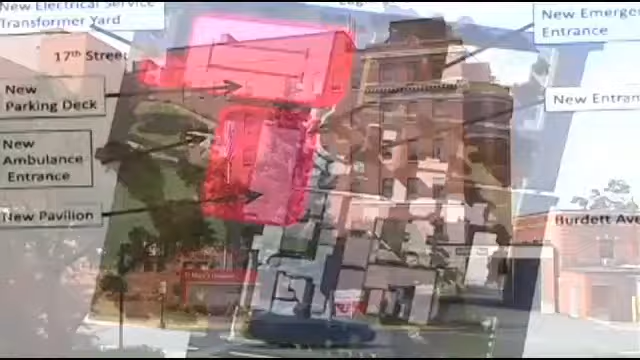 New Electrical Service
Transformer Yard
17th Street
New
Parking Deck
New
Ambulance
Entrance
New Pavilion
New Emerge
Entrance
New Entran
Burdett Ave